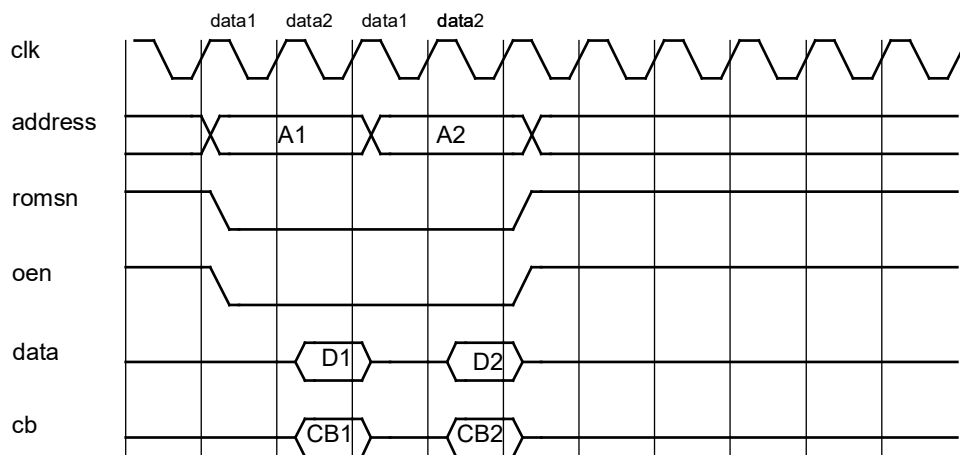 data1 data2 data1 data2
clk
address A1 A2
romsn
oen
data D1 D2
cb CB1 CB2